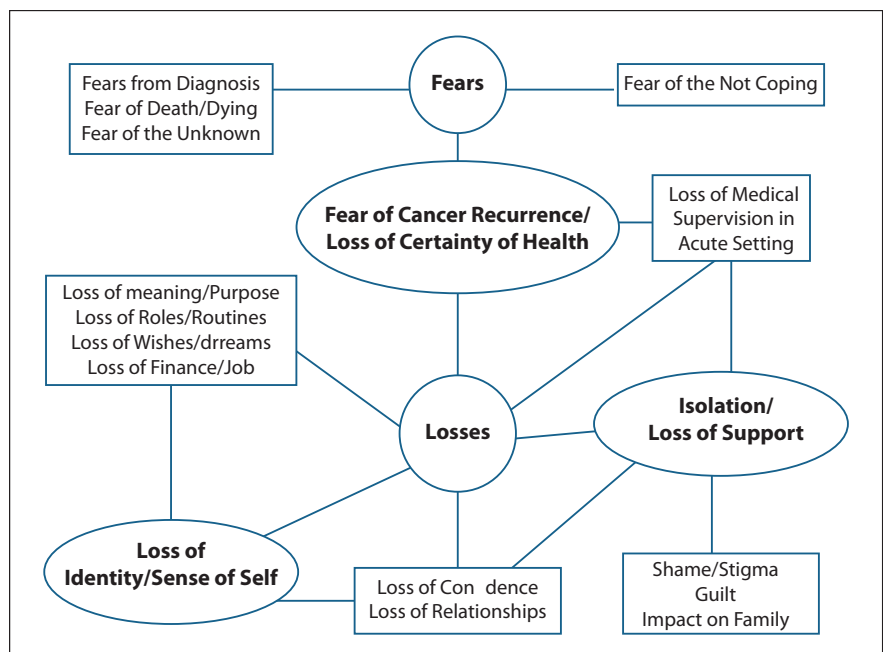 Fears from Diagnosis
Fear of Death/Dying
Fear of the Unknown
Fears
Fear of the Not Coping
Fear of Cancer Recurrence/
Loss of Certainty of Health
Loss of Medical
Supervision in
Acute Setting
Loss of meaning/Purpose
Loss of Roles/Routines
Loss of Wishes/drreams
Loss of Finance/Job
Losses
Isolation/
Loss of Support
Loss of
Identity/Sense of Self
Loss of Con dence
Loss of Relationships
Shame/Stigma
Guilt
Impact on Family